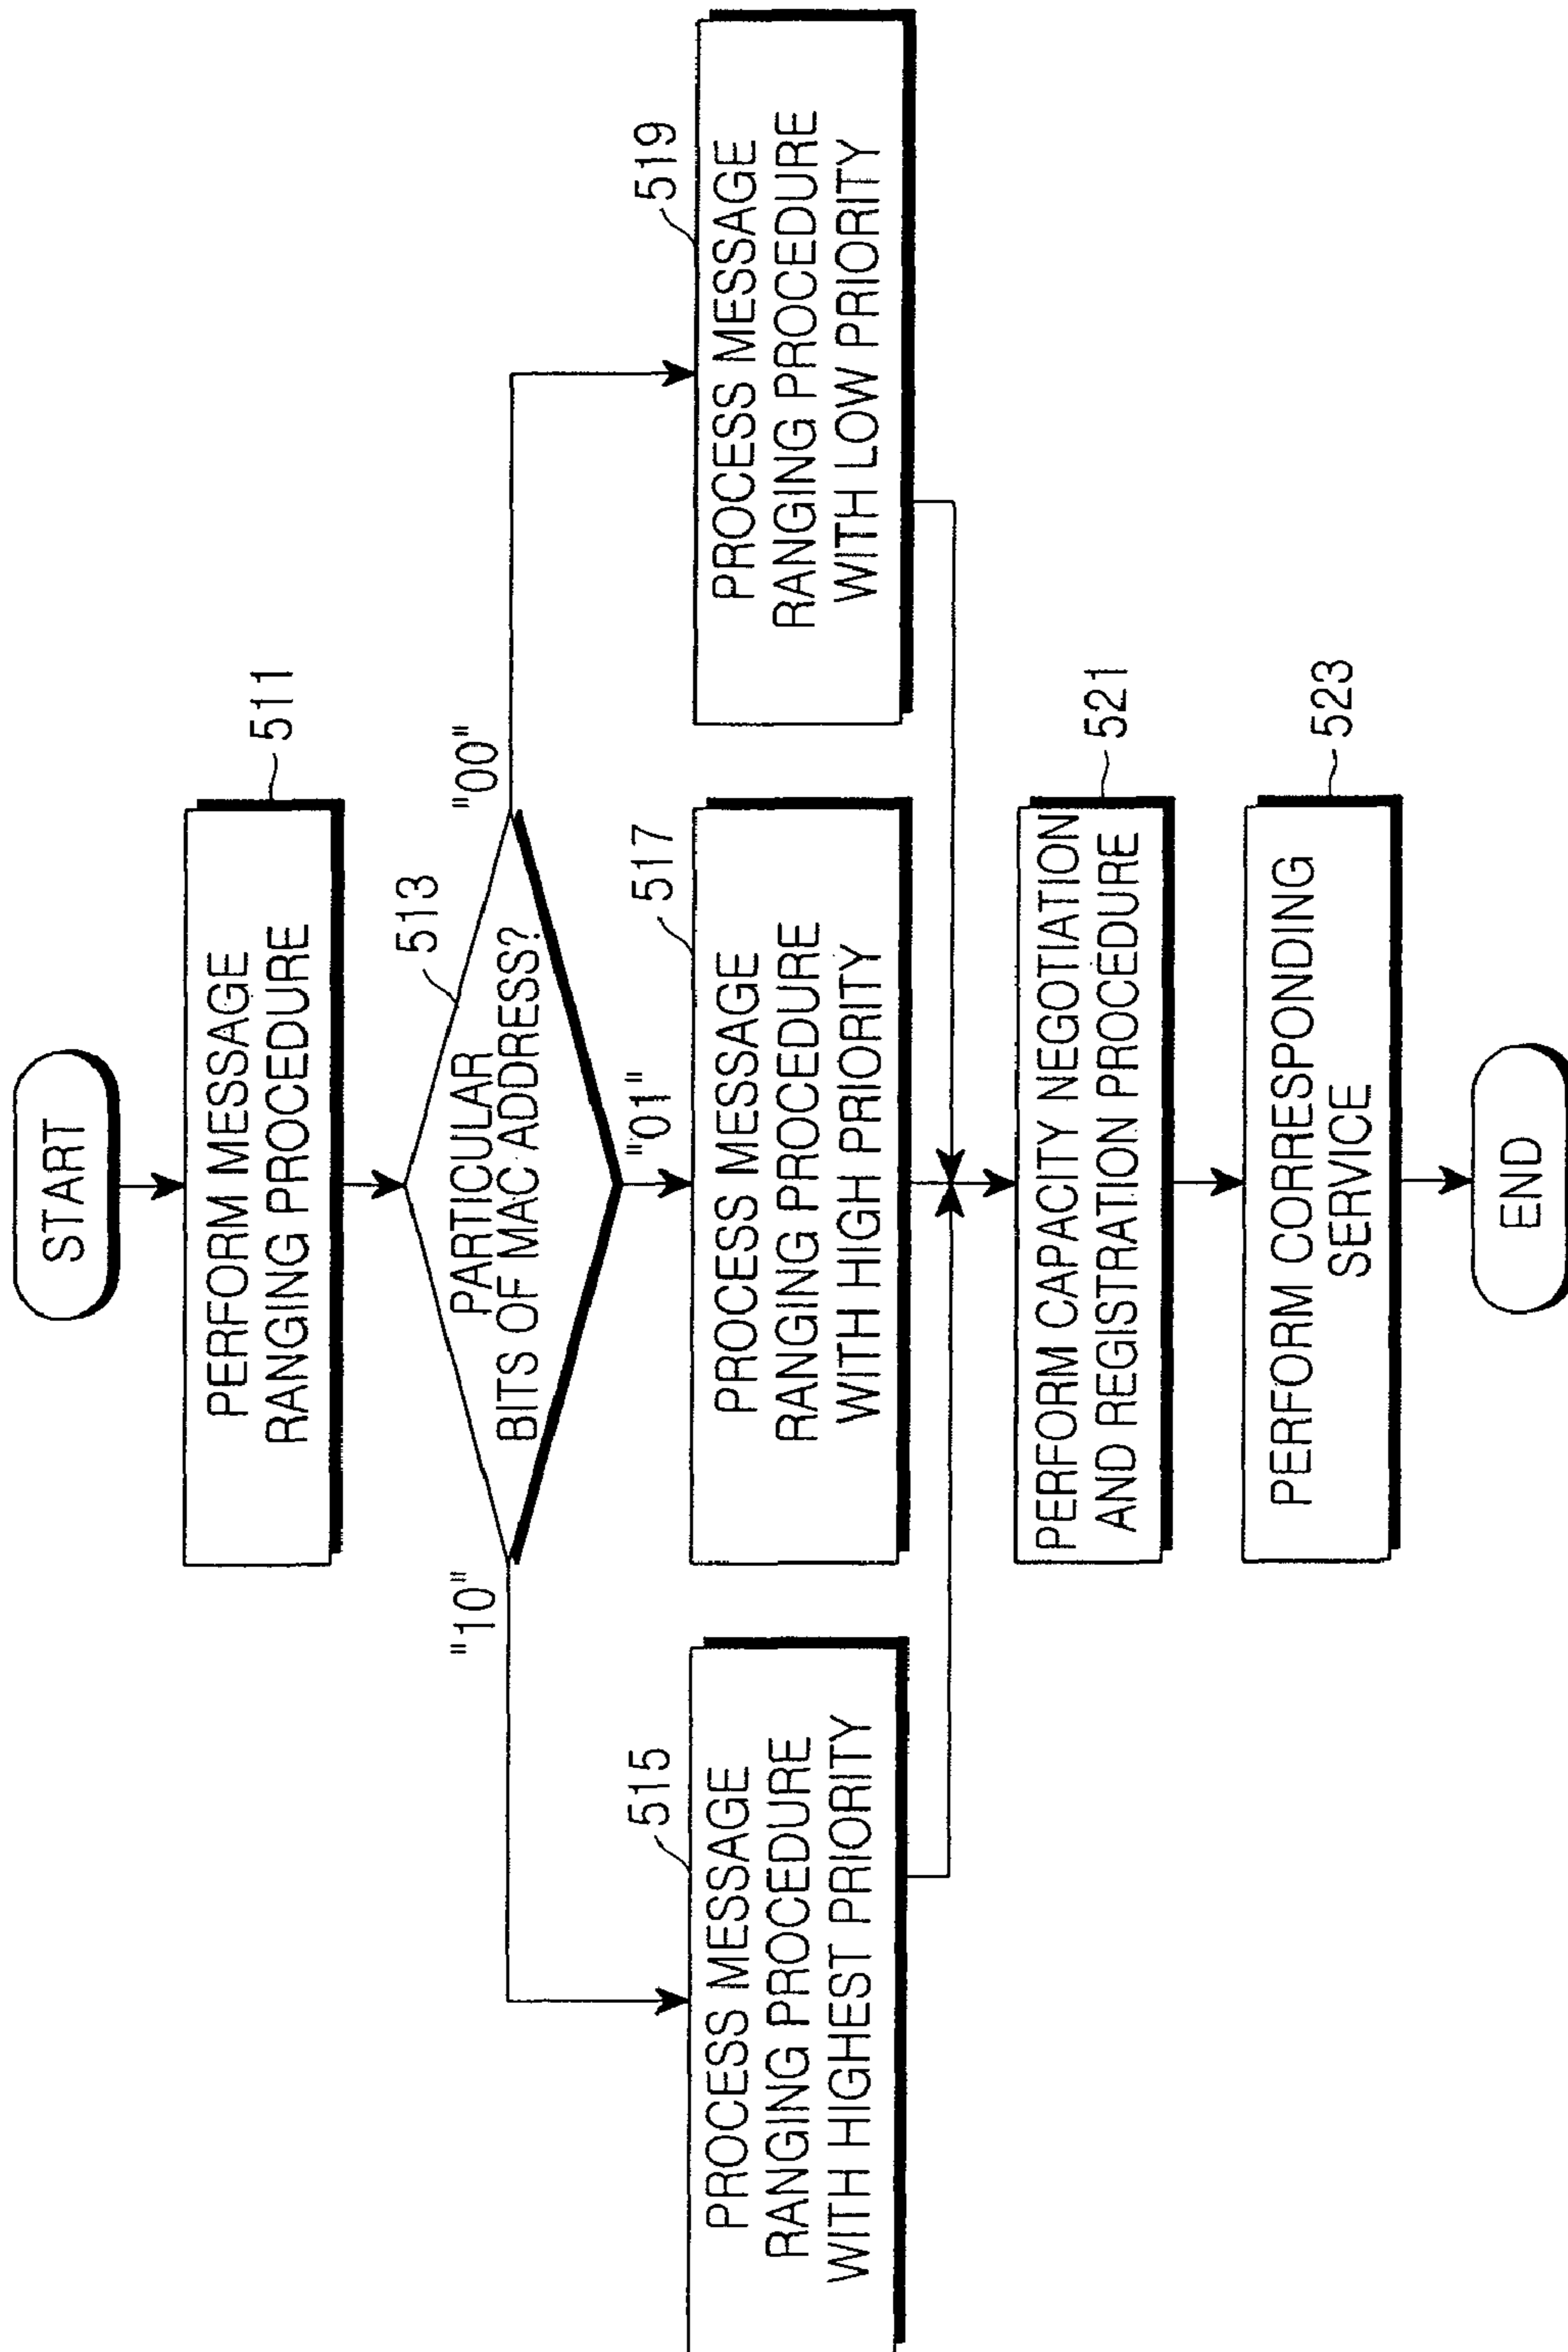 START
PERFORM MESSAGE
RANGING PROCEDURE
511
PARTICULAR
BITS OF MAC ADDRESS?
513
"10"
"01"
"00"
PROCESS MESSAGE
RANGING PROCEDURE
WITH HIGHEST PRIORITY
515
PROCESS MESSAGE
RANGING PROCEDURE
WITH HIGH PRIORITY
517
PROCESS MESSAGE
RANGING PROCEDURE
WITH LOW PRIORITY
519
PERFORM CAPACITY NEGOTIATION
AND REGISTRATION PROCEDURE
521
PERFORM CORRESPONDING
SERVICE
523
END